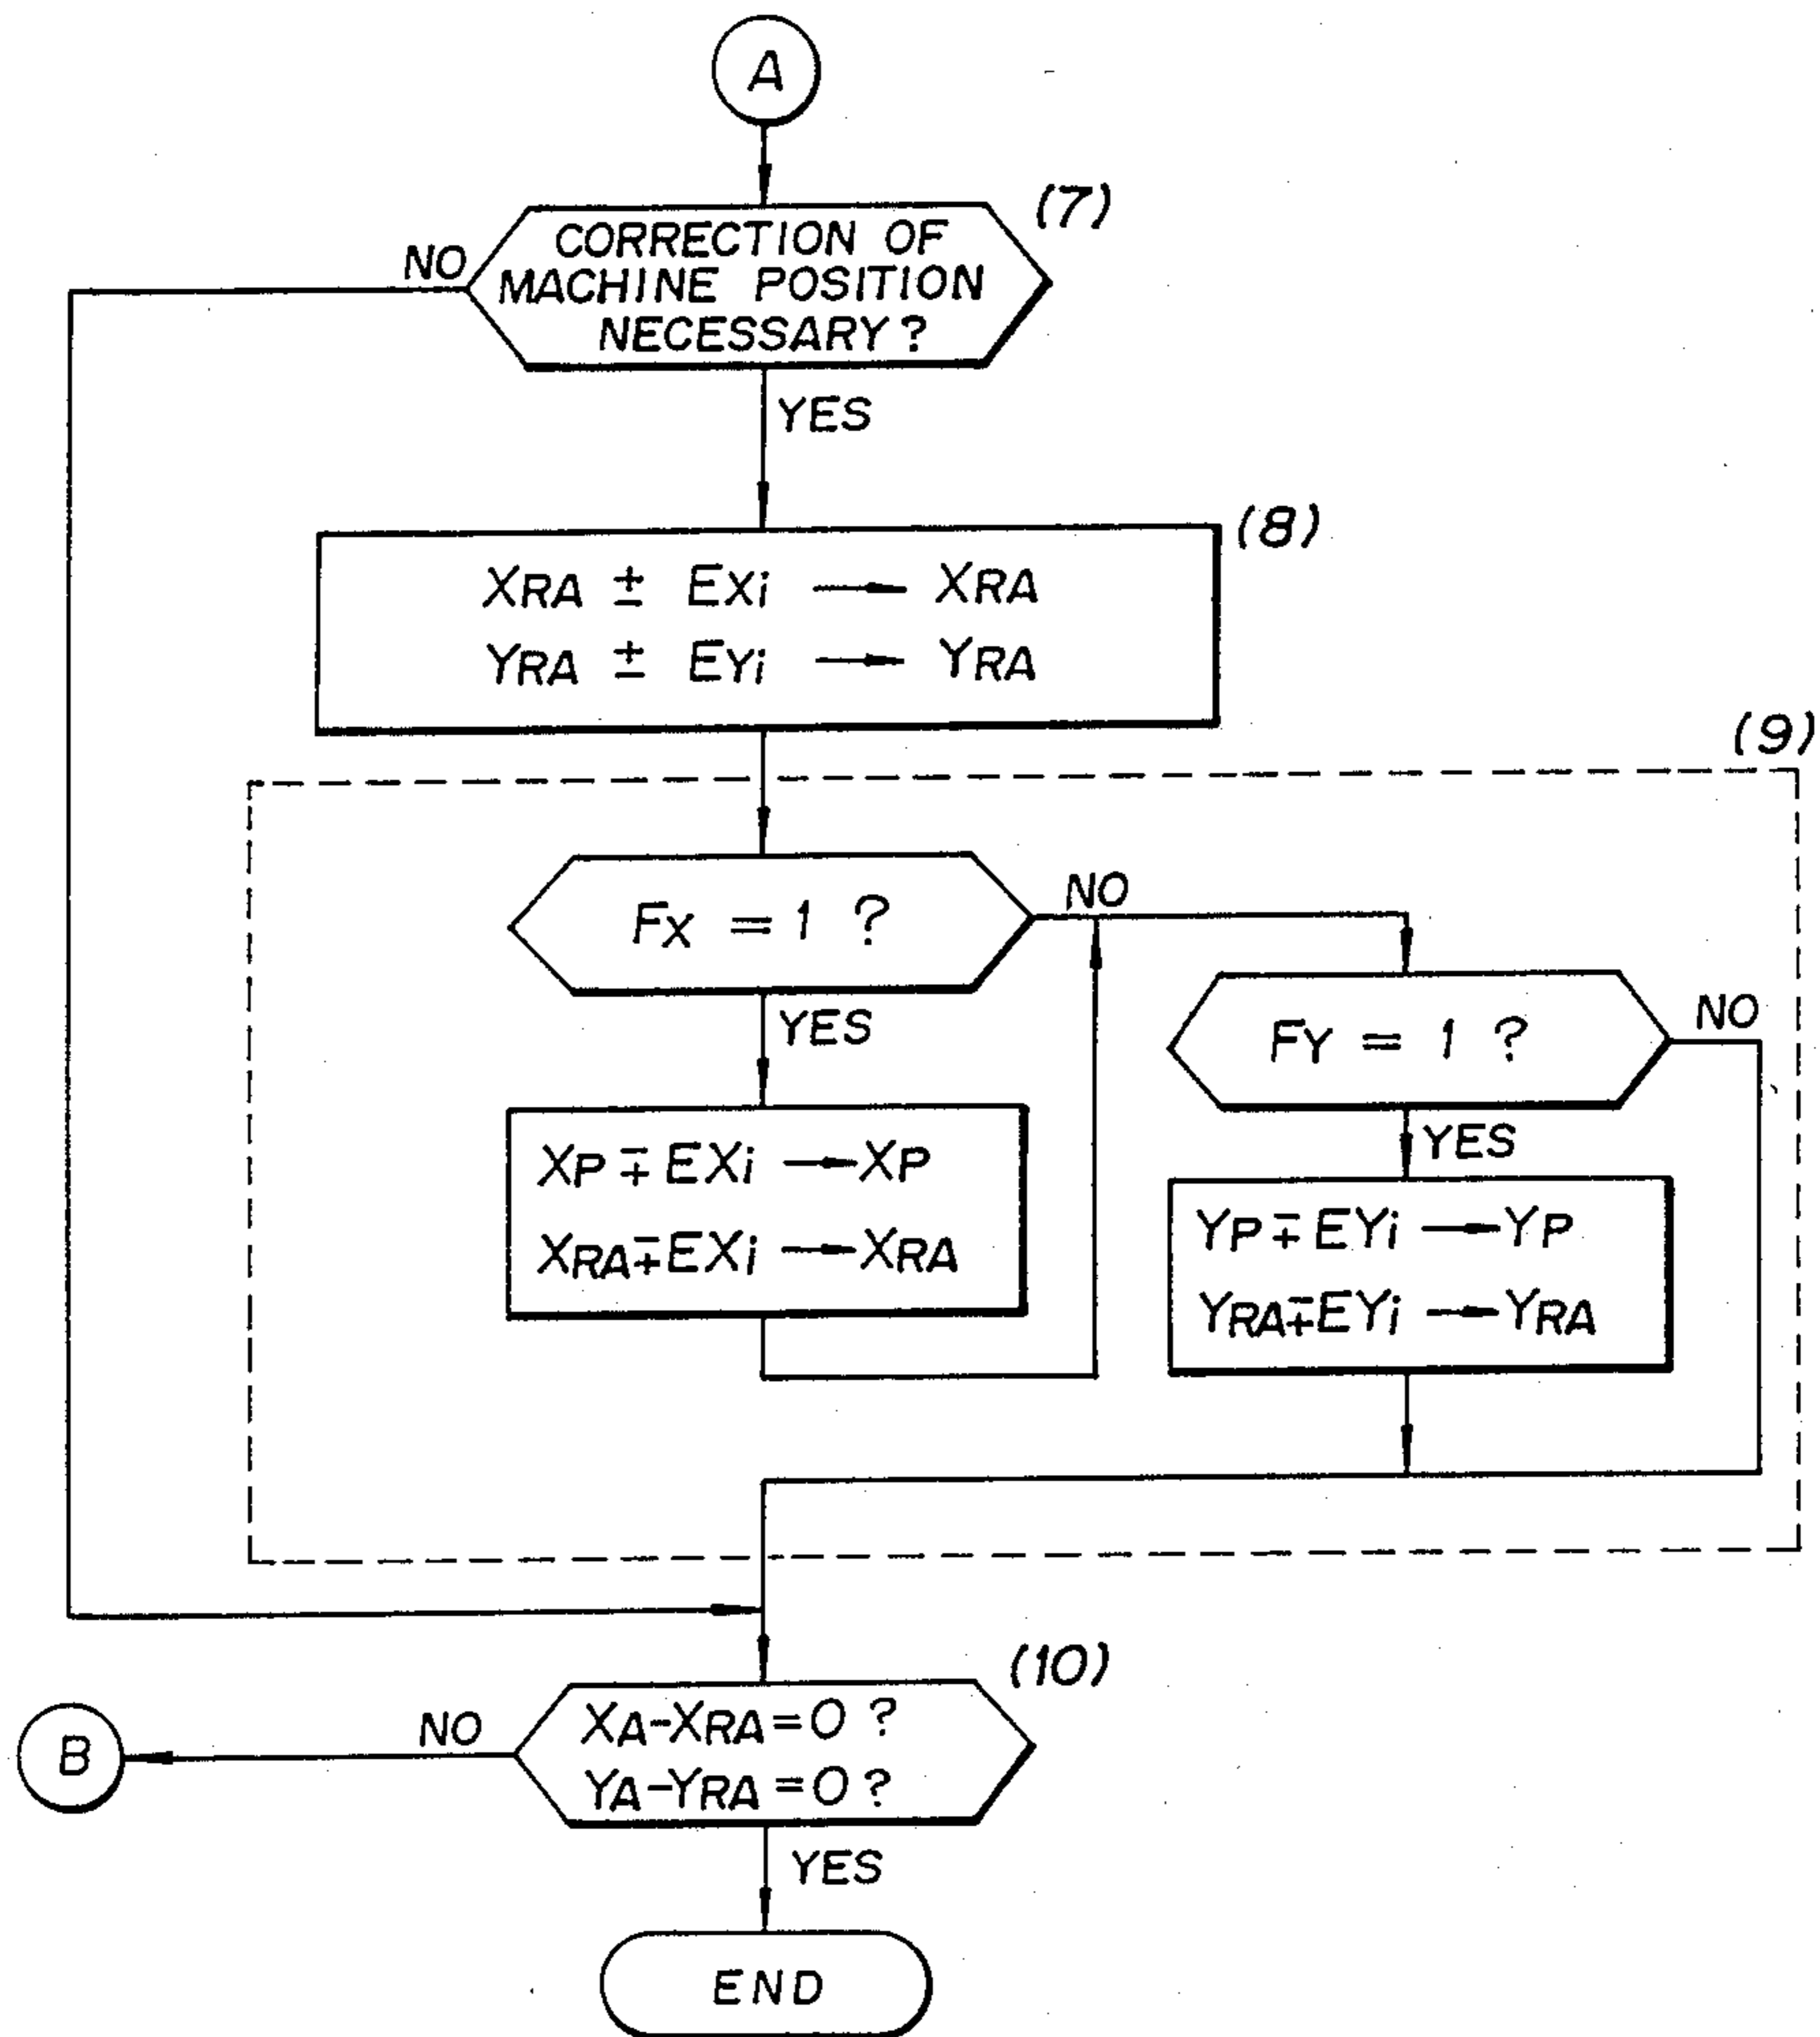 A
(7)
CORRECTION OF
MACHINE POSITION
NECESSARY?
NO
YES
(8)
XRA ± EXi → XRA
YRA ± EYi → YRA
(9)
FX = 1 ?
NO
YES
FY = 1 ?
NO
YES
XP ∓ EXi → XP
XRA ∓ EXi → XRA
YP ∓ EYi → YP
YRA ∓ EYi → YRA
(10)
XA-XRA=0 ?
YA-YRA=0 ?
NO
B
YES
END